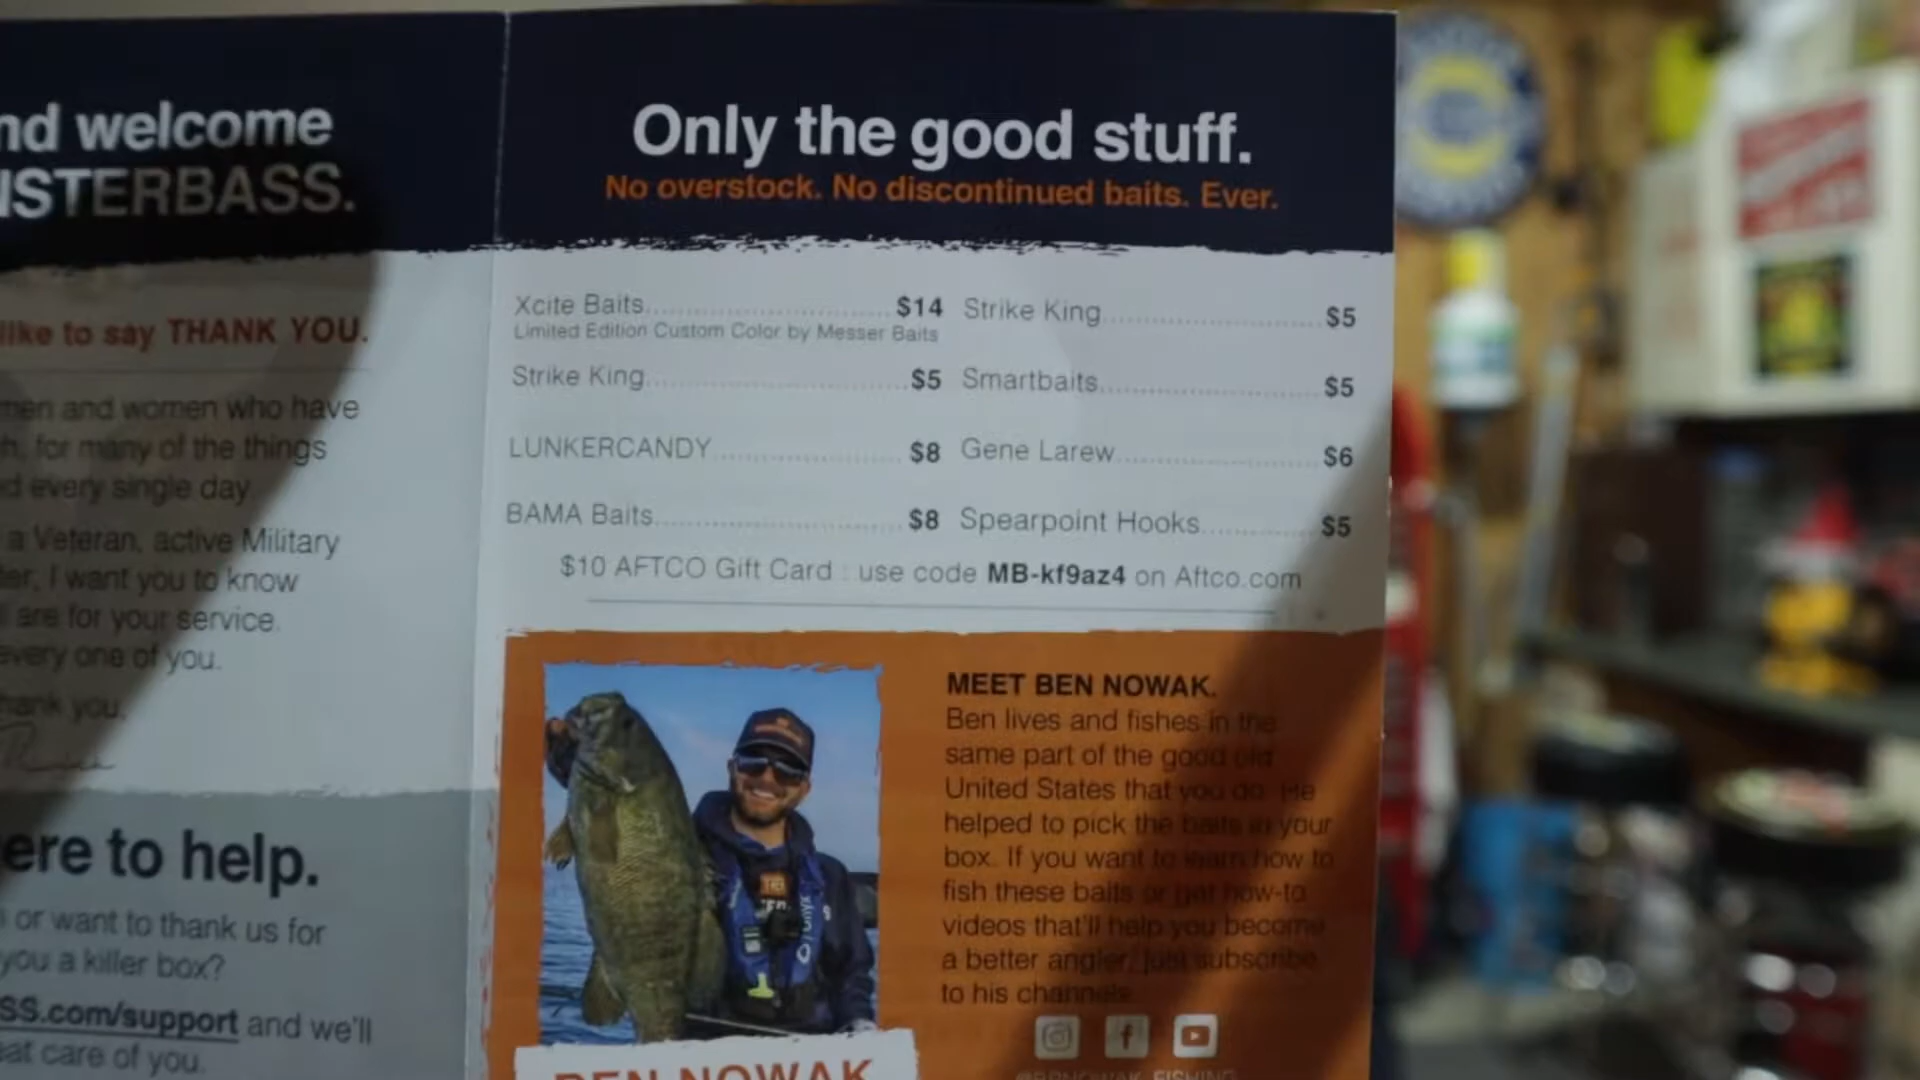 nd welcome
NSTERBASS.
like to say THANK YOU.
men and women who have
h, for many of the things
d every single day
a Veteran, active Military
ter, I want you to know
are for your service.
every one of you.
hank you,
ere to help.
s or want to thank us for
you a killer box?
SS.com/support and we'll
eat care of you.
Only the good stuff.
No overstock. No discontinued baits. Ever.
Xcite Baits $14
Limited Edition Custom Color by Messer Baits
Strike King $5
LUNKERCANDY $8
BAMA Baits $8
Strike King $5
Smartbaits $5
Gene Larew $6
Spearpoint Hooks $5
$10 AFTCO Gift Card : use code MB-kf9az4 on Aftco.com
MEET BEN NOWAK.
Ben lives and fishes in the
same part of the good old
United States that you do. He
helped to pick the baits in your
box. If you want to learn how to
fish these baits or get how-to
videos that'll help you become
a better angler, just subscribe
to his channels
BEN NOWAK